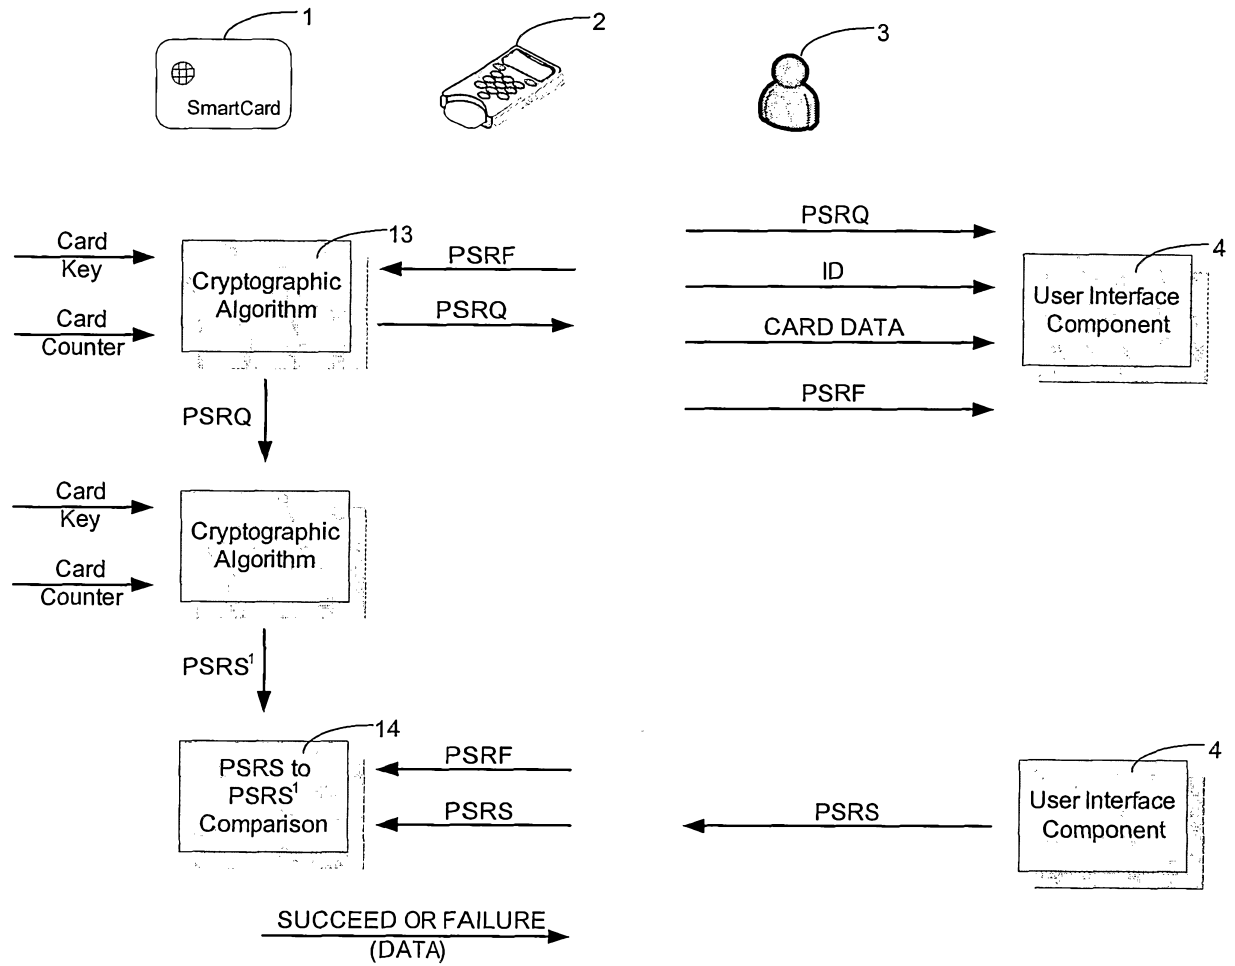 1
2
3
SmartCard
Card
Key
Card
Counter
13
Cryptographic
Algorithm
PSRF
PSRQ
PSRQ
ID
CARD DATA
PSRF
4
User Interface
Component
PSRQ
Card
Key
Card
Counter
Cryptographic
Algorithm
PSRS¹
14
PSRS to
PSRS¹
Comparison
PSRF
PSRS
PSRS
4
User Interface
Component
SUCCEED OR FAILURE
(DATA)